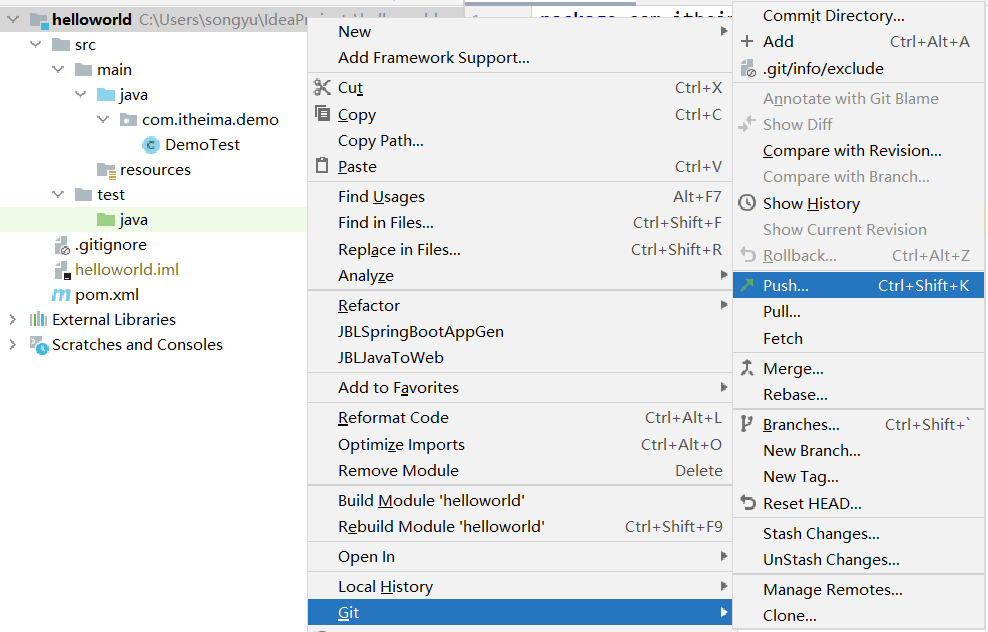 helloworld C:\Users\songyu\IdeaProj
src
main
java
com.itheima.demo
DemoTest
resources
test
java
.gitignore
helloworld.iml
pom.xml
External Libraries
Scratches and Consoles
package com.itheim
New
Add Framework Support...
Cut Ctrl+X
Copy Ctrl+C
Copy Path...
Paste Ctrl+V
Find Usages Alt+F7
Find in Files... Ctrl+Shift+F
Replace in Files... Ctrl+Shift+R
Analyze
Refactor
JBLSpringBootAppGen
JBLJavaToWeb
Add to Favorites
Reformat Code Ctrl+Alt+L
Optimize Imports Ctrl+Alt+O
Remove Module Delete
Build Module 'helloworld'
Rebuild Module 'helloworld' Ctrl+Shift+F9
Open In
Local History
Git
Commit Directory...
Add Ctrl+Alt+A
.git/info/exclude
Annotate with Git Blame
Show Diff
Compare with Revision...
Compare with Branch...
Show History
Show Current Revision
Rollback... Ctrl+Alt+Z
Push... Ctrl+Shift+K
Pull...
Fetch
Merge...
Rebase...
Branches... Ctrl+Shift+`
New Branch...
New Tag...
Reset HEAD...
Stash Changes...
UnStash Changes...
Manage Remotes...
Clone...